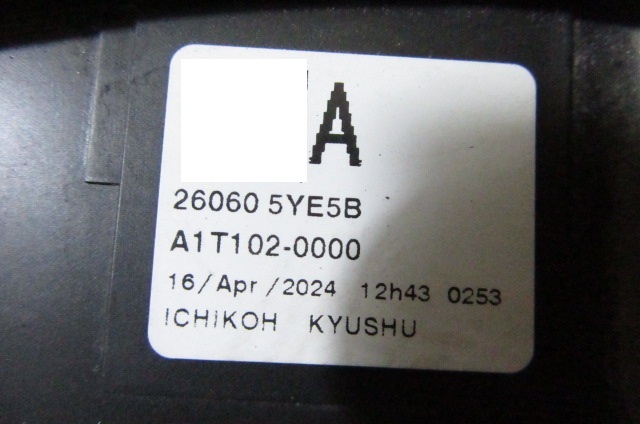 A
26060 5YE5B
A1T102-0000
16/Apr/2024 12h43 0253
ICHIKOH KYUSHU